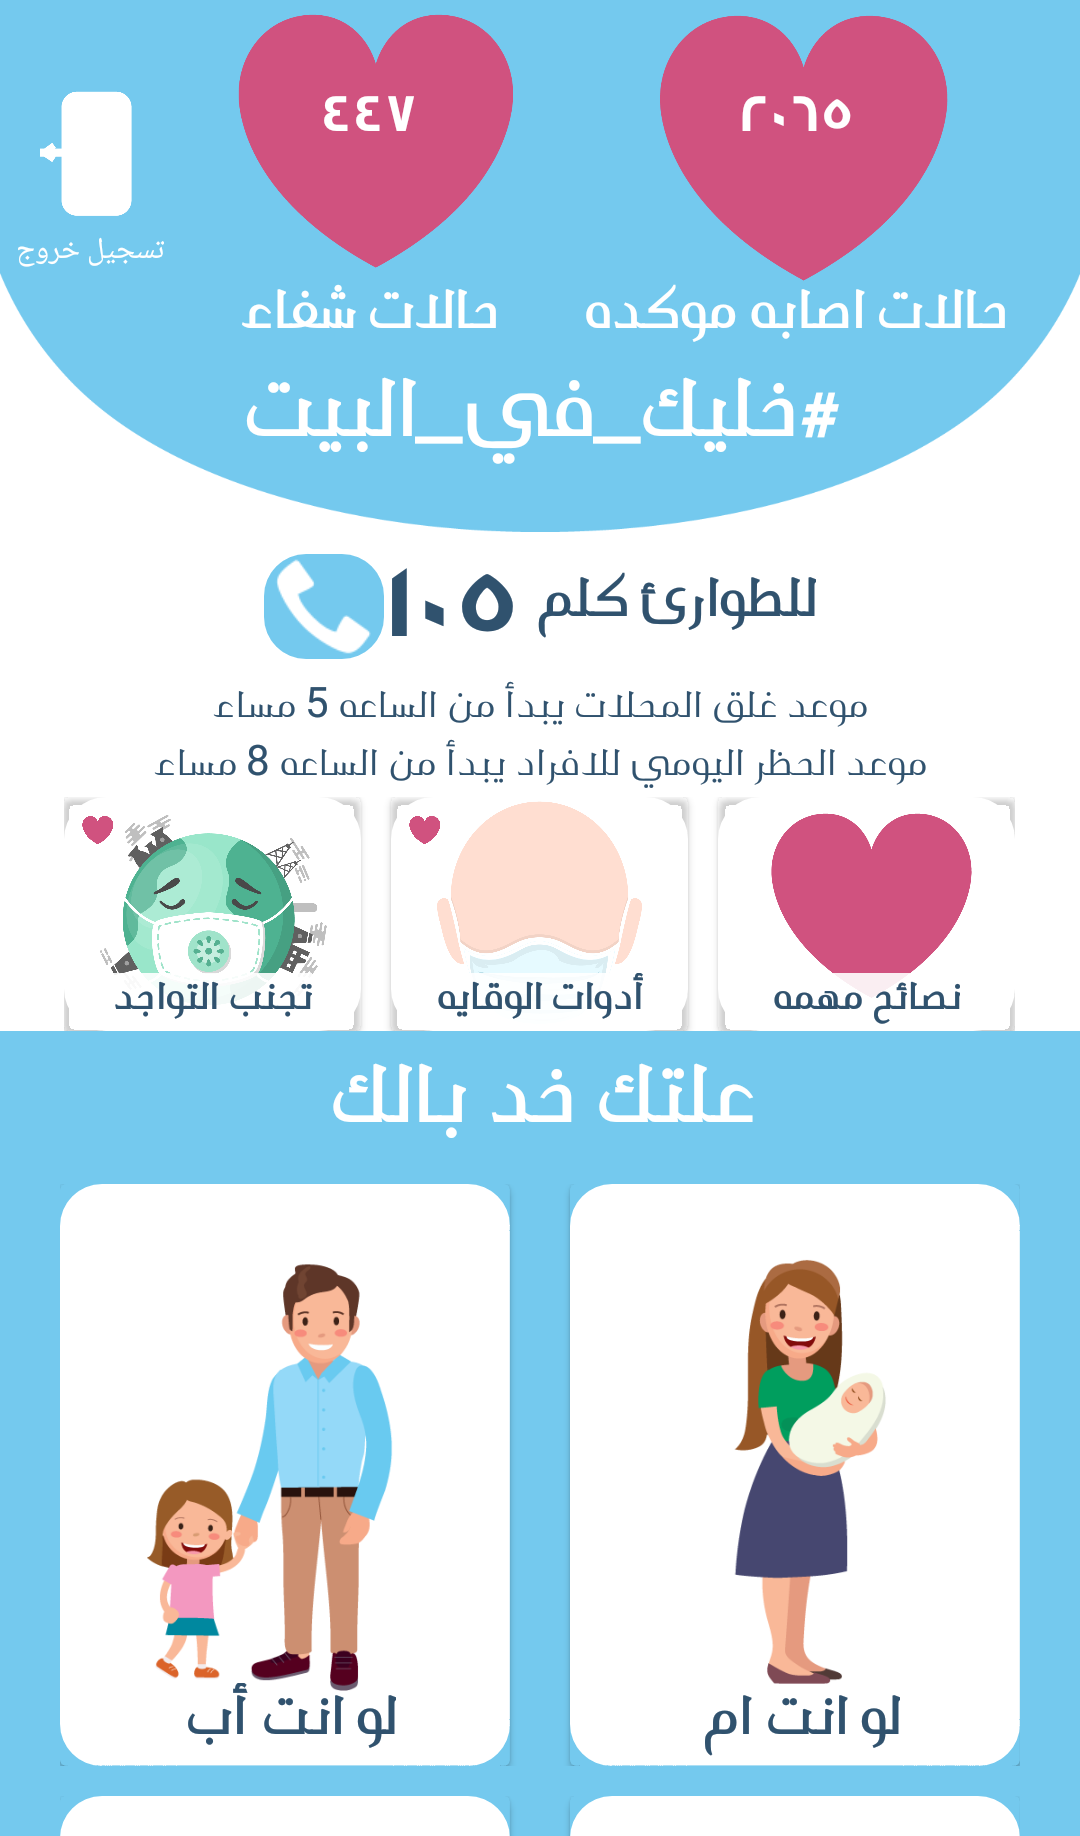 ٢٠٦٥
٤٤٧
تسجيل خروج
حالات اصابه موكده
حالات شفاء
#خليك_في_البيت
للطوارئ كلم ١٠٥
موعد غلق المحلات يبدأ من الساعه 5 مساء
موعد الحظر اليومي للافراد يبدأ من الساعه 8 مساء
نصائح مهمه
أدوات الوقايه
تجنب التواجد
علتك خد بالك
لو انت ام
لو انت أب